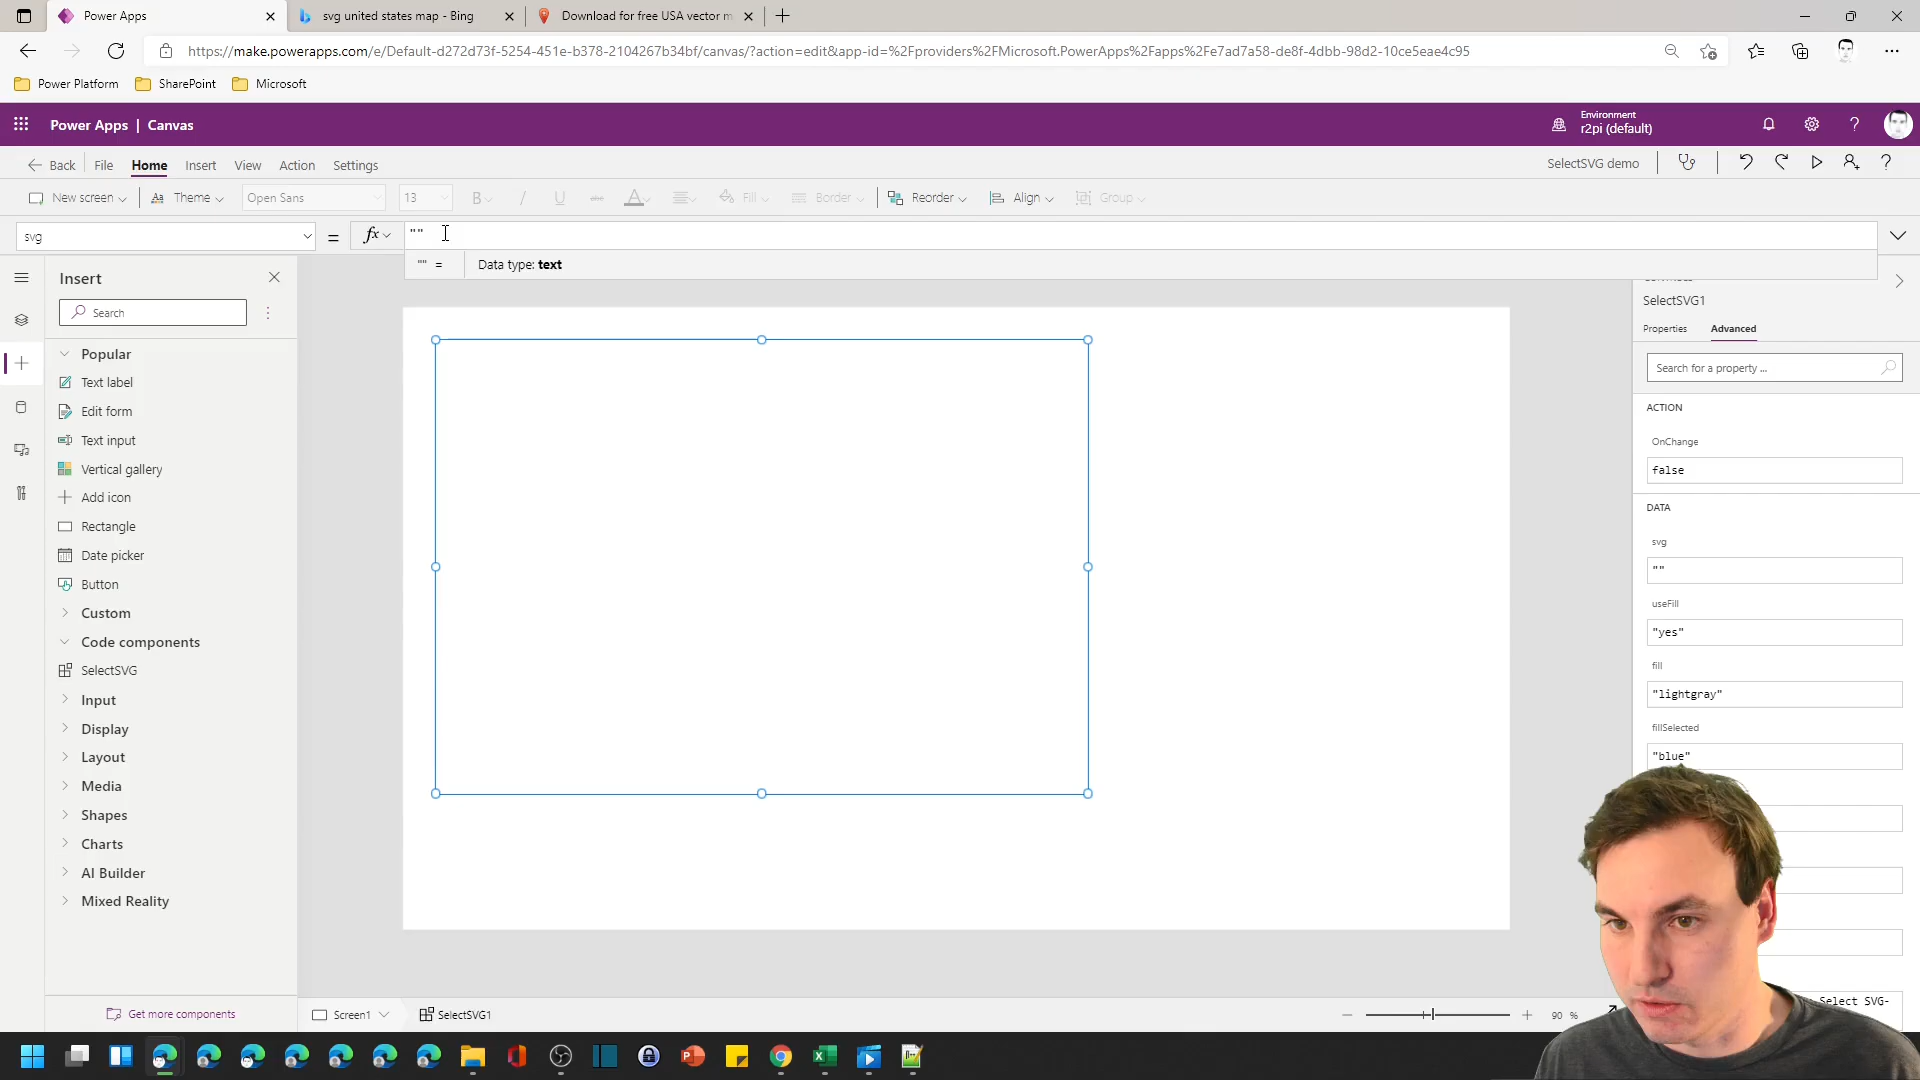 Power Apps
svg united states map - Bing
Download for free USA vector m
https://make.powerapps.com/e/Default-d272d73f-5254-451e-b378-2104267b34bf/canvas/?action=edit&app-id=%2Fproviders%2FMicrosoft.PowerApps%2Fapps%2Fe7ad7a58-de8f-4dbb-98d2-10ce5eae4c95
Power Platform
SharePoint
Microsoft
Power Apps | Canvas
Environment
r2pi (default)
Back
File
Home
Insert
View
Action
Settings
SelectSVG demo
New screen
Theme
Open Sans
13
B
I
U
abc
A
Fill
Border
Reorder
Align
Group
svg
=
fx
""
"" =
Data type: text
Insert
Search
Popular
Text label
Edit form
Text input
Vertical gallery
Add icon
Rectangle
Date picker
Button
Custom
Code components
SelectSVG
Input
Display
Layout
Media
Shapes
Charts
AI Builder
Mixed Reality
Get more components
Screen1
SelectSVG1
90 %
SelectSVG1
Properties
Advanced
Search for a property ...
ACTION
OnChange
false
DATA
svg
""
useFill
"yes"
fill
"lightgray"
fillSelected
"blue"
Select SVG-